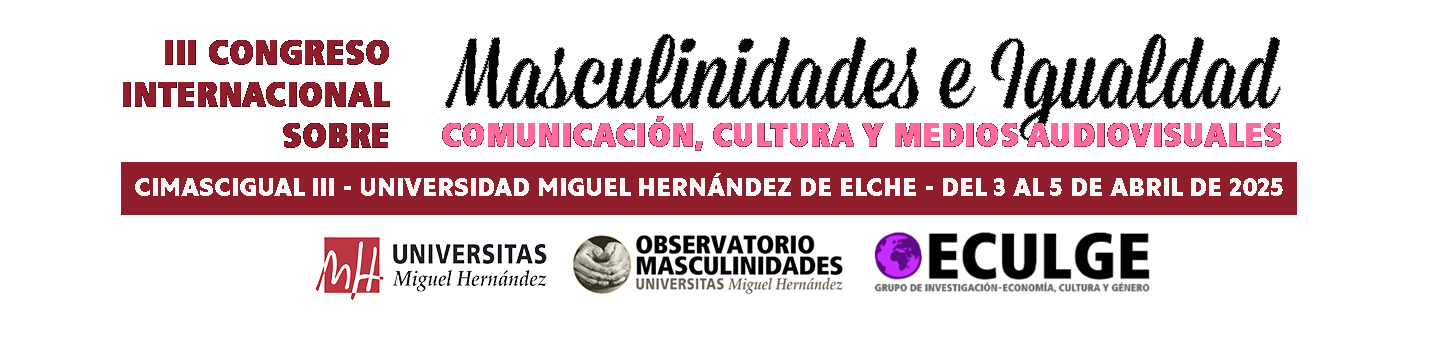 III CONGRESO
INTERNACIONAL
SOBRE
Masculinidades e Igualdad
COMUNICACIÓN, CULTURA Y MEDIOS AUDIOVISUALES
CIMASCIGUAL III - UNIVERSIDAD MIGUEL HERNÁNDEZ DE ELCHE - DEL 3 AL 5 DE ABRIL DE 2025
MH
UNIVERSITAS
Miguel Hernández
OBSERVATORIO
MASCULINIDADES
UNIVERSITAS Miguel Hernández
ECULGE
GRUPO DE INVESTIGACIÓN-ECONOMÍA, CULTURA Y GÉNERO